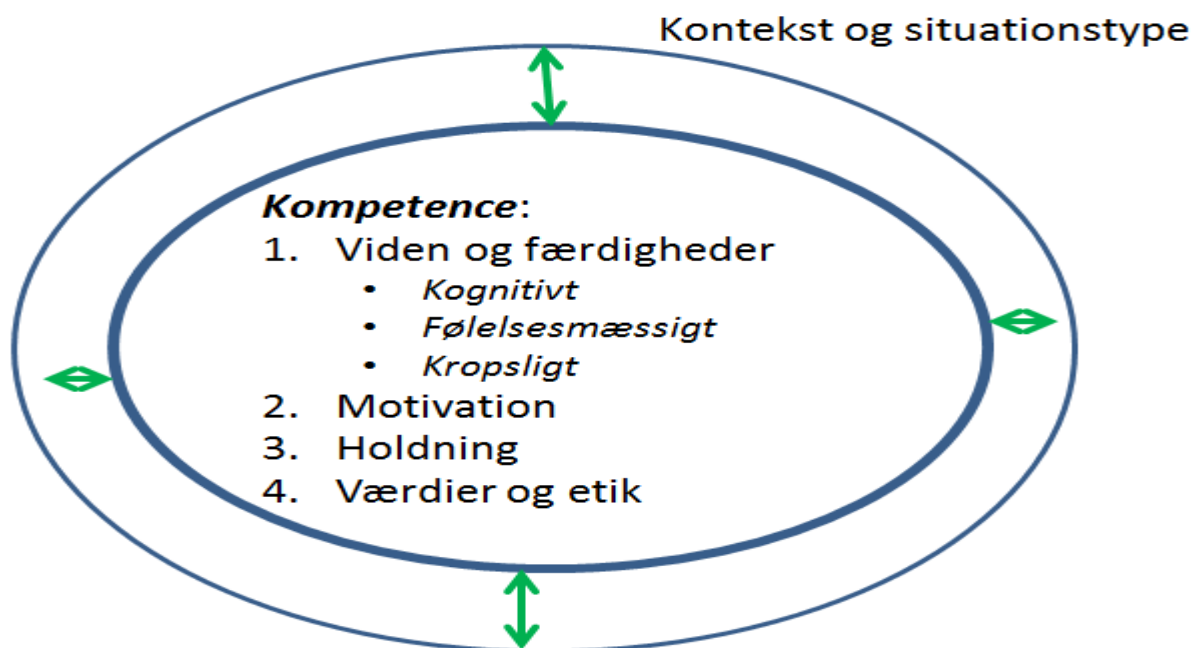 Kontekst og situationstype
Kompetence:
1. Viden og færdigheder
• Kognitivt
• Følelsesmæssigt
• Kropsligt
2. Motivation
3. Holdning
4. Værdier og etik